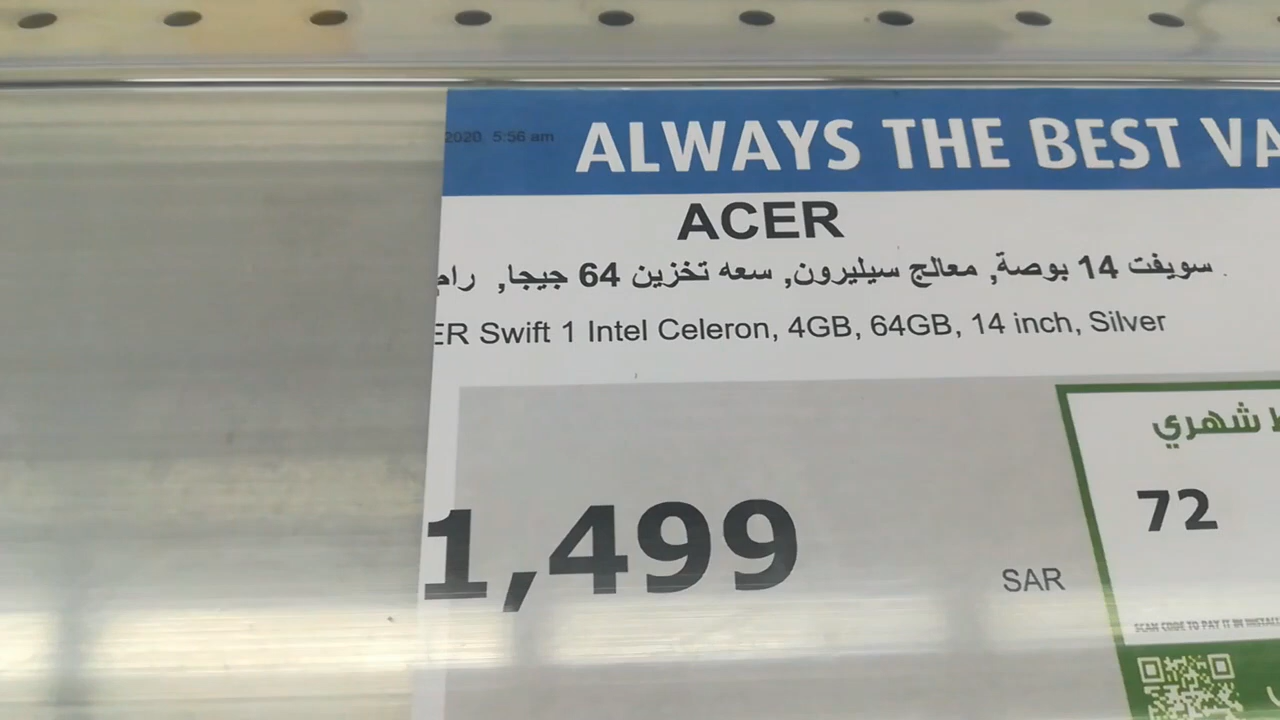 2020 5:56 am
ALWAYS THE BEST VA
ACER
سويفت 14 بوصة, معالج سيليرون, سعه تخزين 64 جيجا, رام
ER Swift 1 Intel Celeron, 4GB, 64GB, 14 inch, Silver
شهري
1,499
SAR
72
SCAN CODE TO PAY IT IN INSTALL